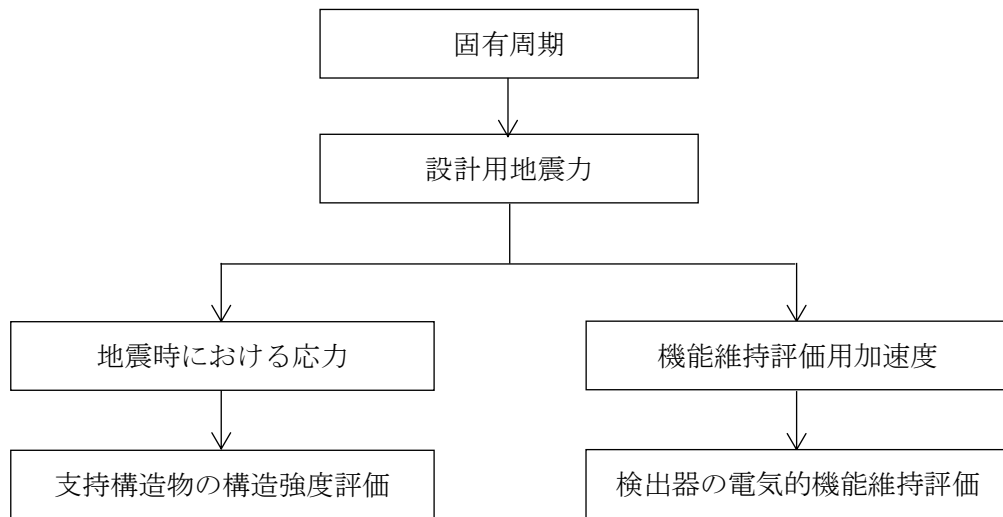 固有周期
設計用地震力
地震時における応力
機能維持評価用加速度
支持構造物の構造強度評価
検出器の電気的機能維持評価